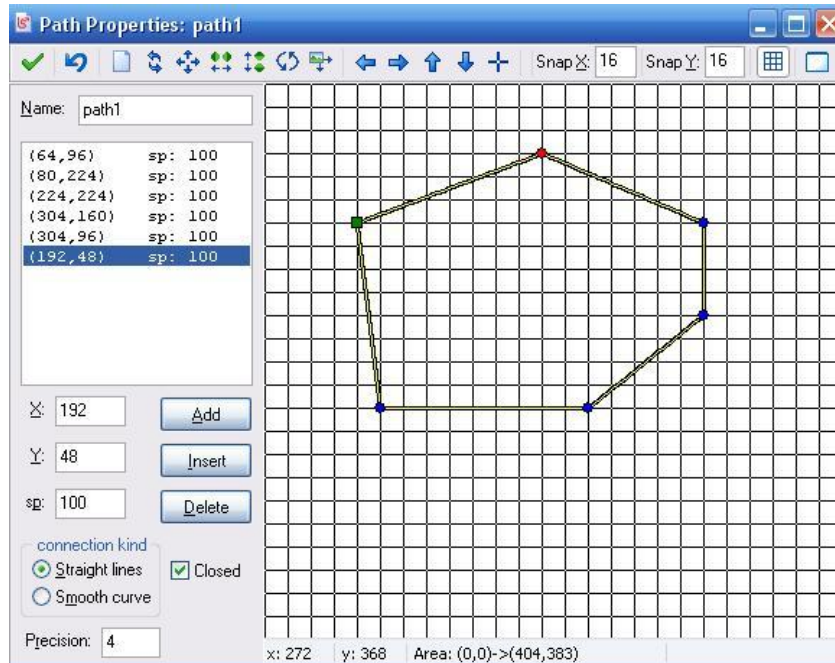 Path Properties: path1
Snap X: 16 Snap Y: 16
Name: path1
(64,96) sp: 100
(80,224) sp: 100
(224,224) sp: 100
(304,160) sp: 100
(304,96) sp: 100
(192,48) sp: 100
X: 192 Add
Y: 48 Insert
sp: 100 Delete
connection kind
Straight lines Closed
Smooth curve
Precision: 4
x: 272 y: 368 Area: (0,0)->(404,383)